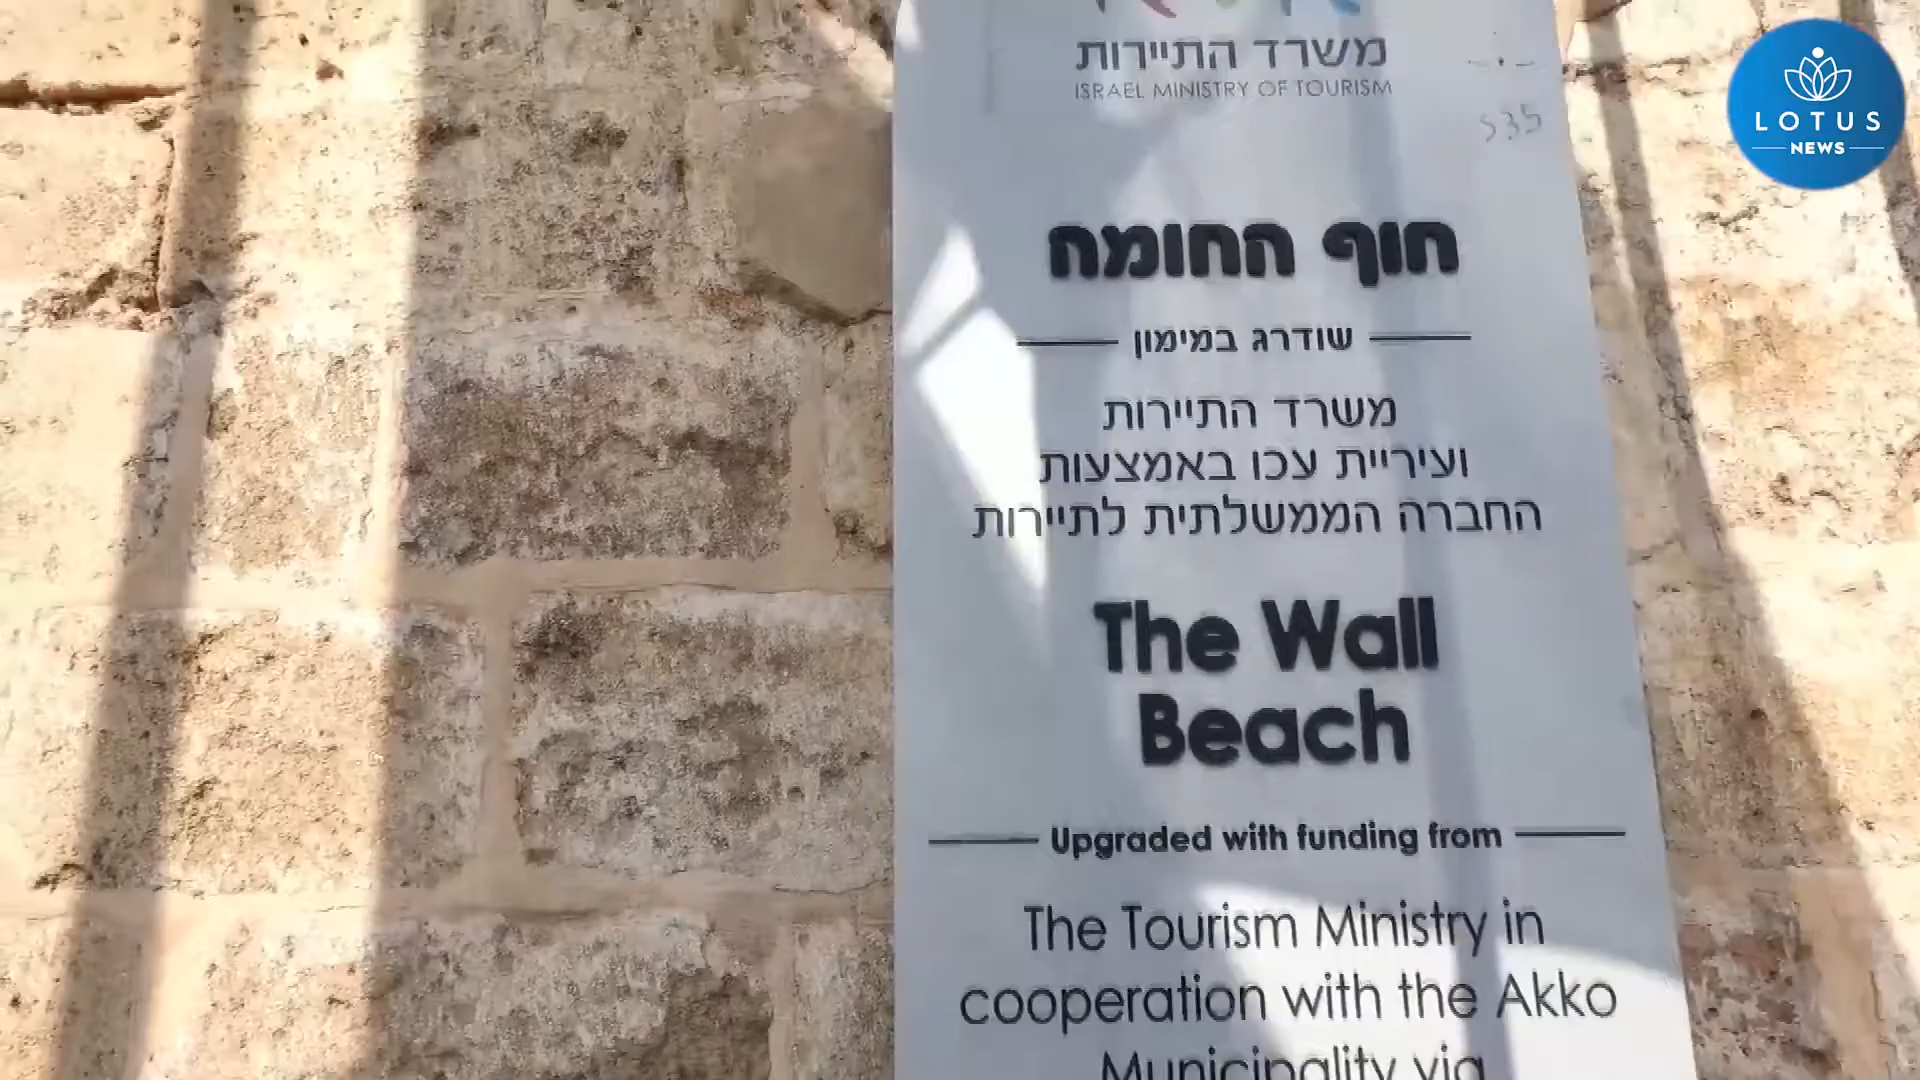 משרד התיירות
ISRAEL MINISTRY OF TOURISM
535
חוף החומה
שודרג במימון
משרד התיירות
ועיריית עכו באמצעות
החברה הממשלתית לתיירות
The Wall
Beach
Upgraded with funding from
The Tourism Ministry in
cooperation with the Akko
Municipality via
LOTUS
NEWS